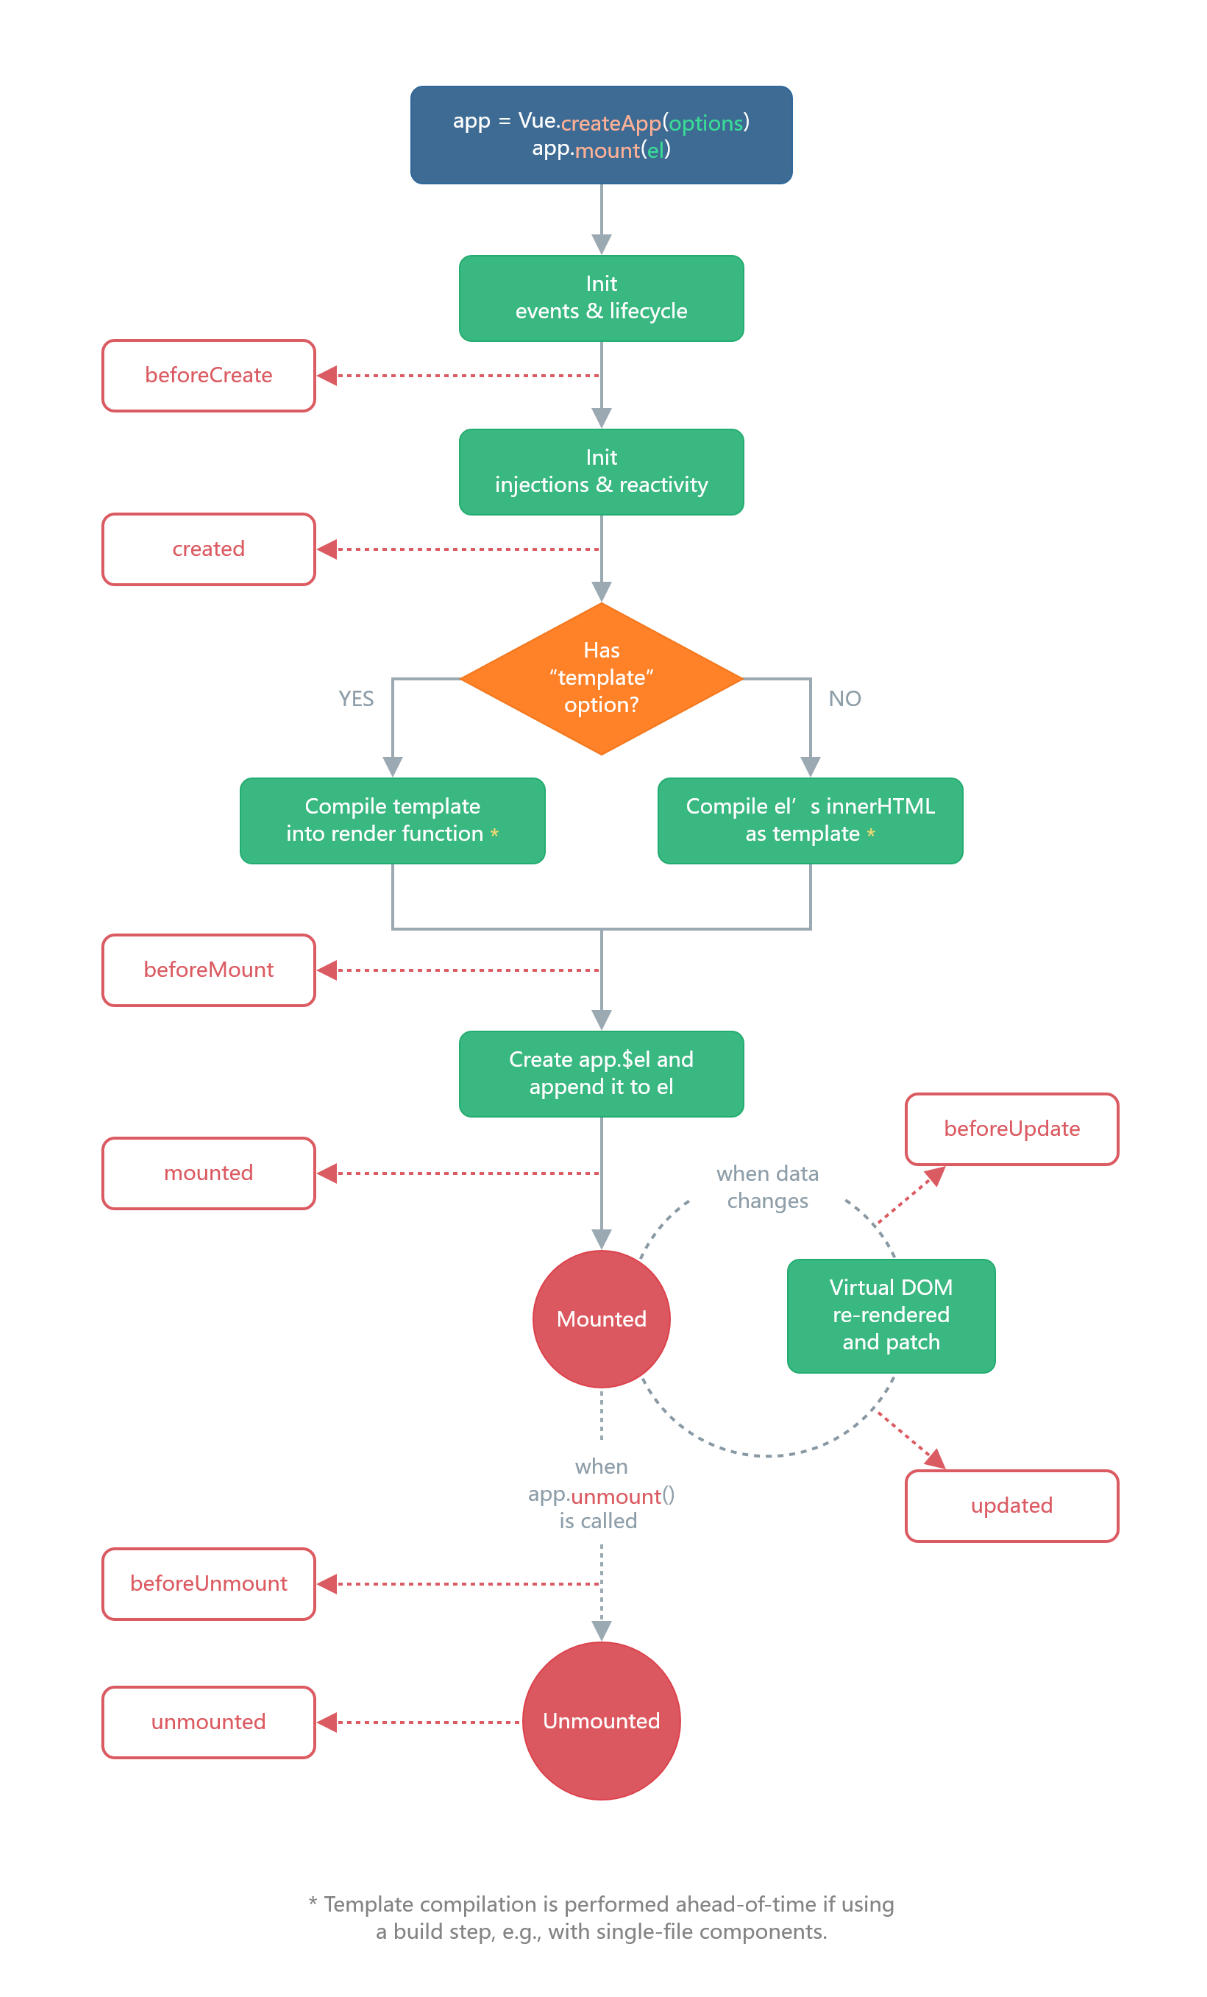 app = Vue.createApp(options)
app.mount(el)
Init
events & lifecycle
beforeCreate
Init
injections & reactivity
created
Has
“template“
option?
YES
NO
Compile template
into render function *
Compile el’ s innerHTML
as template *
beforeMount
Create app.$el and
append it to el
beforeUpdate
mounted
when data
changes
Mounted
Virtual DOM
re-rendered
and patch
when
app.unmount()
is called
updated
beforeUnmount
unmounted
Unmounted
* Template compilation is performed ahead-of-time if using
a build step, e.g., with single-file components.